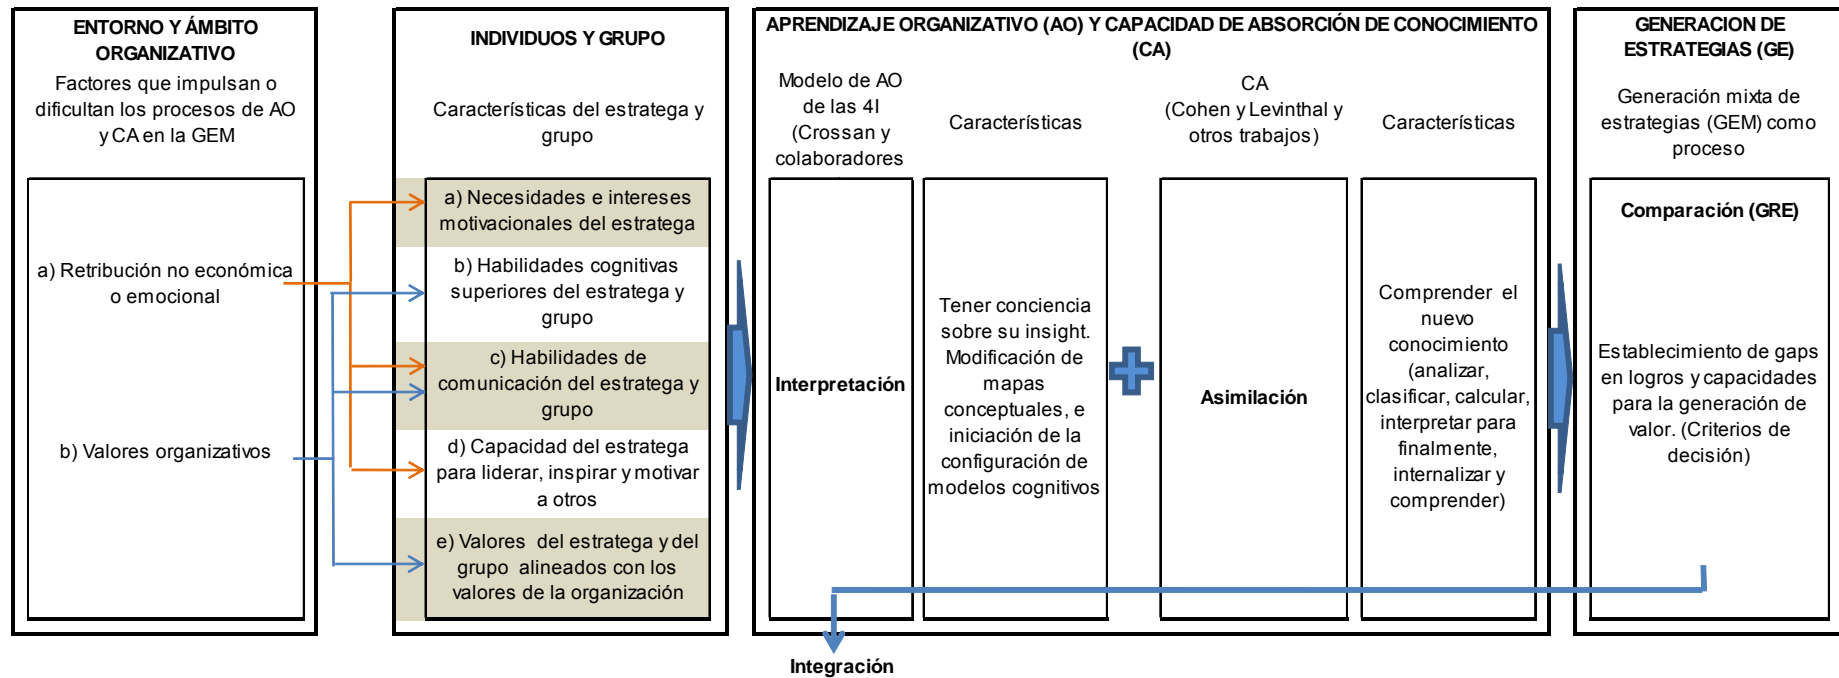 ENTORNO Y ÁMBITO
ORGANIZATIVO
Factores que impulsan o
dificultan los procesos de AO
y CA en la GEM
a) Retribución no económica
o emocional
b) Valores organizativos
INDIVIDUOS Y GRUPO
Características del estratega y
grupo
a) Necesidades e intereses
motivacionales del estratega
b) Habilidades cognitivas
superiores del estratega y
grupo
c) Habilidades de
comunicación del estratega y
grupo
d) Capacidad del estratega
para liderar, inspirar y motivar
a otros
e) Valores del estratega y del
grupo alineados con los
valores de la organización
APRENDIZAJE ORGANIZATIVO (AO) Y CAPACIDAD DE ABSORCIÓN DE CONOCIMIENTO
(CA)
Modelo de AO
de las 4I
(Crossan y
colaboradores
Interpretación
Características
Tener conciencia
sobre su insight.
Modificación de
mapas
conceptuales, e
iniciación de la
configuración de
modelos cognitivos
CA
(Cohen y Levinthal y
otros trabajos)
Asimilación
Características
Comprender el
nuevo
conocimiento
(analizar,
clasificar, calcular,
interpretar para
finalmente,
internalizar y
comprender)
GENERACION DE
ESTRATEGIAS (GE)
Generación mixta de
estrategias (GEM) como
proceso
Comparación (GRE)
Establecimiento de gaps
en logros y capacidades
para la generación de
valor. (Criterios de
decisión)
Integración